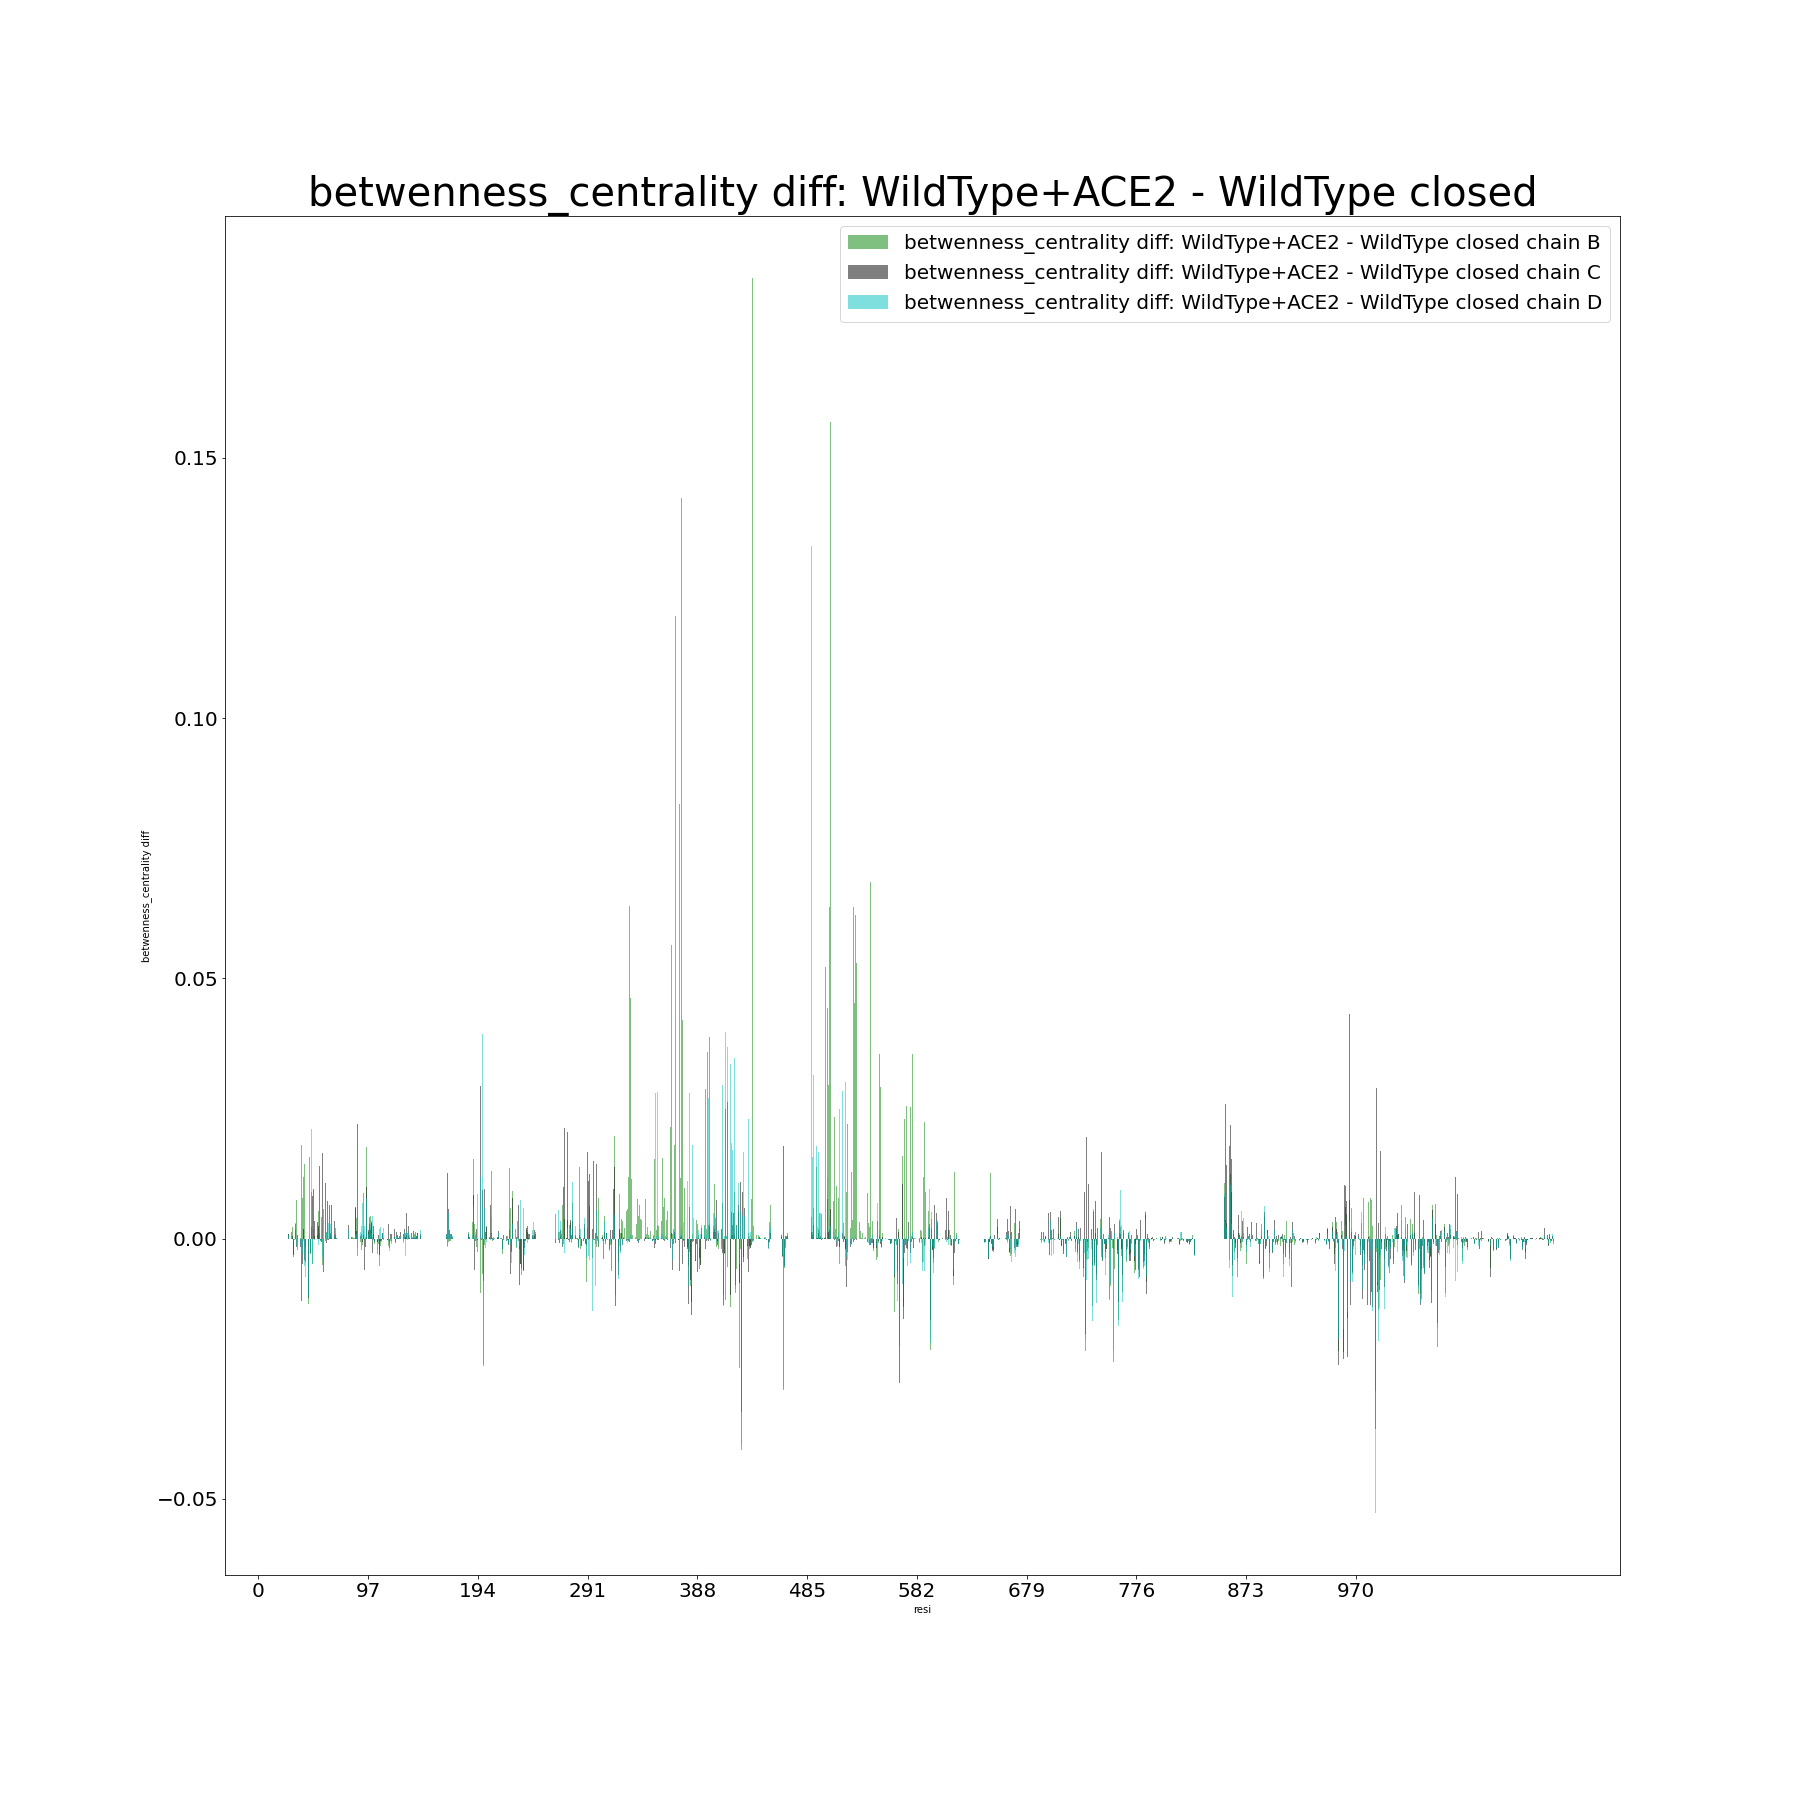 betwenness_centrality diff: WildType+ACE2 - WildType closed
betwenness_centrality diff: WildType+ACE2 - WildType closed chain B
betwenness_centrality diff: WildType+ACE2 - WildType closed chain C
betwenness_centrality diff: WildType+ACE2 - WildType closed chain D
0.15
0.10
0.05
0.00
−0.05
betwenness_centrality diff
0 97 194 291 388 485 582 679 776 873 970
resi